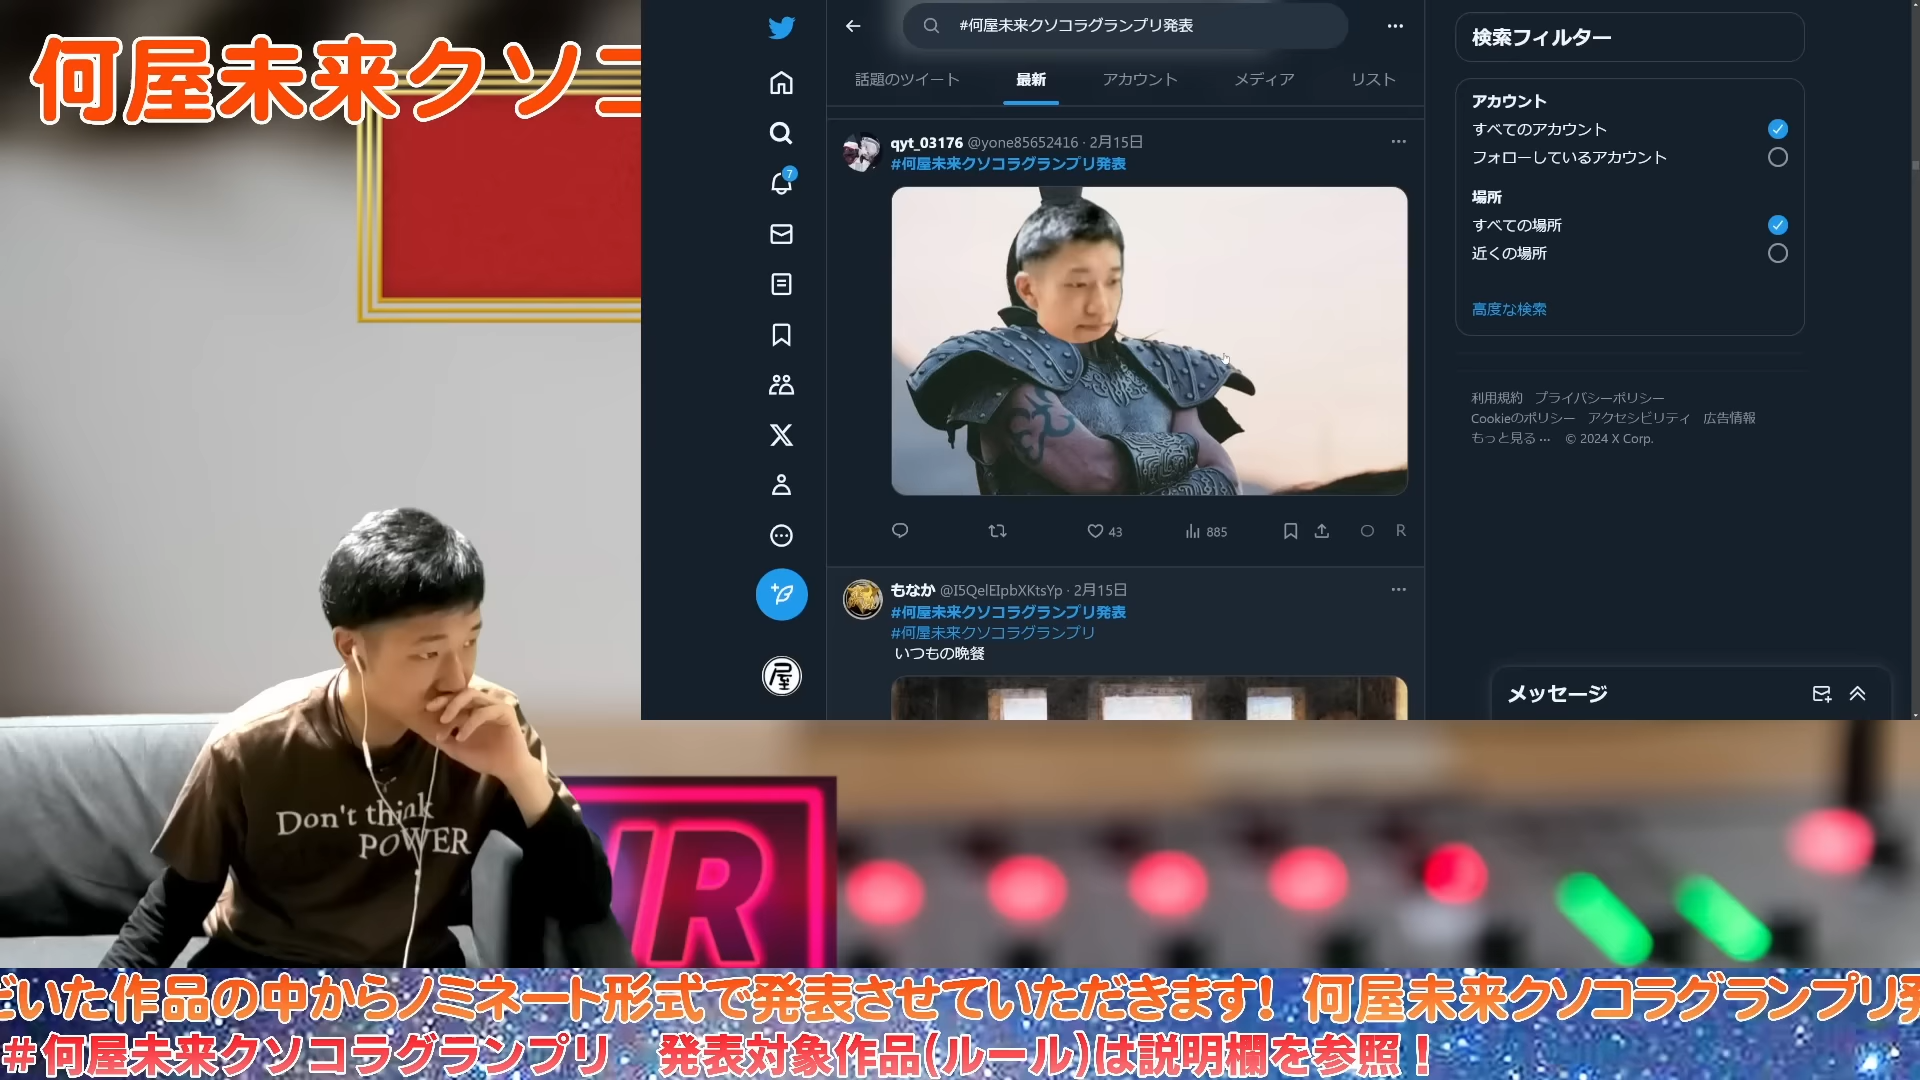 何屋未来クソコ
#何屋未来クソコラグランプリ発表
話題のツイート
最新
アカウント
メディア
リスト
7
qyt_03176 @yone85652416 · 2月15日
#何屋未来クソコラグランプリ発表
43
885
O R
もなか @I5QelEIpbXKtsYp · 2月15日
#何屋未来クソコラグランプリ発表
#何屋未来クソコラグランプリ
いつもの晩餐
屋
検索フィルター
アカウント
すべてのアカウント
フォローしているアカウント
場所
すべての場所
近くの場所
高度な検索
利用規約 プライバシーポリシー
Cookieのポリシー アクセシビリティ 広告情報
もっと見る ··· © 2024 X Corp.
メッセージ
Don't think
POWER
R
だいた作品の中からノミネート形式で発表させていただきます! 何屋未来クソコラグランプリ発
#何屋未来クソコラグランプリ 発表対象作品(ルール)は説明欄を参照!